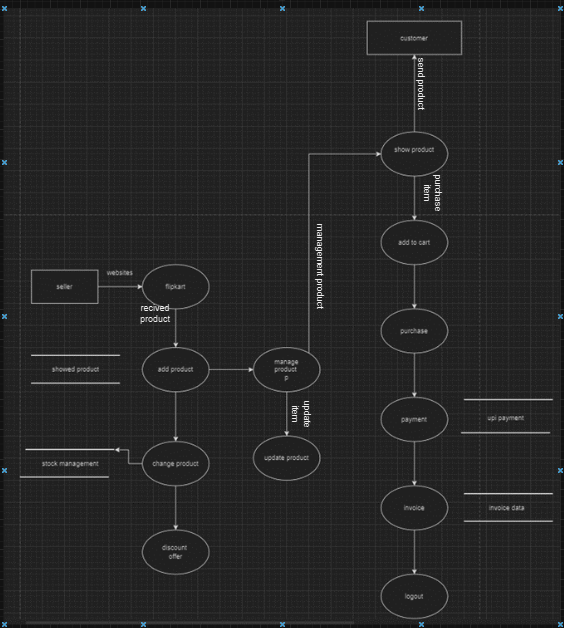 customer
send product
show product
purchase
item
add to cart
management product
websites
seller
flipkart
recived
product
purchase
showed product
add product
manage
product
p
update
item
payment
upi payment
stock management
change product
update product
invoice
invoice data
discount
offer
logout